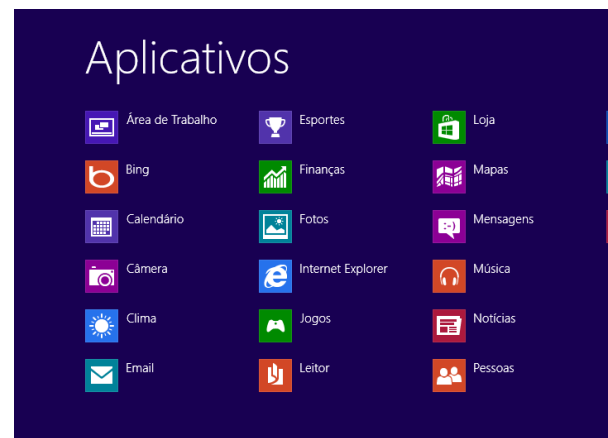 Aplicativos
Área de Trabalho
Bing
Calendário
Câmera
Clima
Email
Esportes
Finanças
Fotos
Internet Explorer
Jogos
Leitor
Loja
Mapas
Mensagens
Música
Notícias
Pessoas